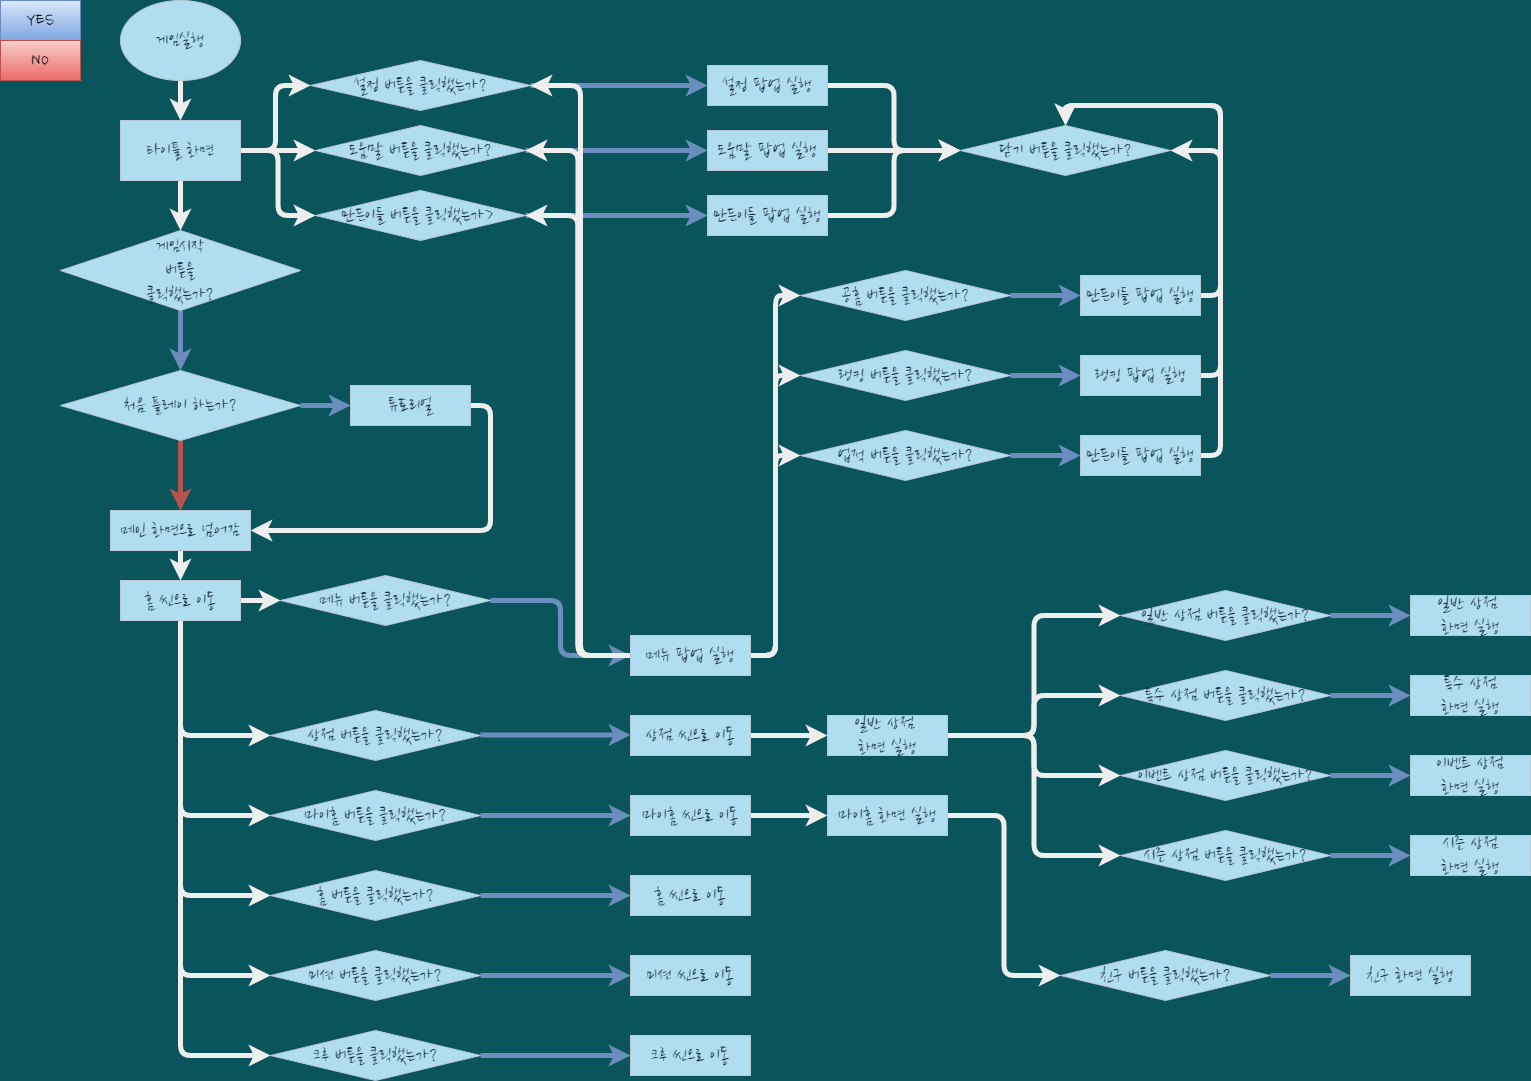 YES
NO
게임실행
타이틀 화면
게임시작
버튼을
클릭했는가?
처음 플레이 하는가?
튜토리얼
메인 화면으로 넘어감
홈 씬으로 이동
설정 버튼을 클릭했는가?
도움말 버튼을 클릭했는가?
만든이들 버튼을 클릭했는가>
설정 팝업 실행
도움말 팝업 실행
만든이들 팝업 실행
닫기 버튼을 클릭했는가?
공홈 버튼을 클릭했는가?
만든이들 팝업 실행
랭킹 버튼을 클릭했는가?
랭킹 팝업 실행
업적 버튼을 클릭했는가?
만든이들 팝업 실행
메뉴 버튼을 클릭했는가?
메뉴 팝업 실행
상점 버튼을 클릭했는가?
상점 씬으로 이동
일반 상점
화면 실행
일반 상점 버튼을 클릭했는가?
일반 상점
화면 실행
특수 상점 버튼을 클릭했는가?
특수 상점
화면 실행
이벤트 상점 버튼을 클릭했는가?
이벤트 상점
화면 실행
시즌 상점 버튼을 클릭했는가?
시즌 상점
화면 실행
마이홈 버튼을 클릭했는가?
마이홈 씬으로 이동
마이홈 화면 실행
홈 버튼을 클릭했는가?
홈 씬으로 이동
미션 버튼을 클릭했는가?
미션 씬으로 이동
친구 버튼을 클릭했는가?
친구 화면 실행
크루 버튼을 클릭했는가?
크루 씬으로 이동